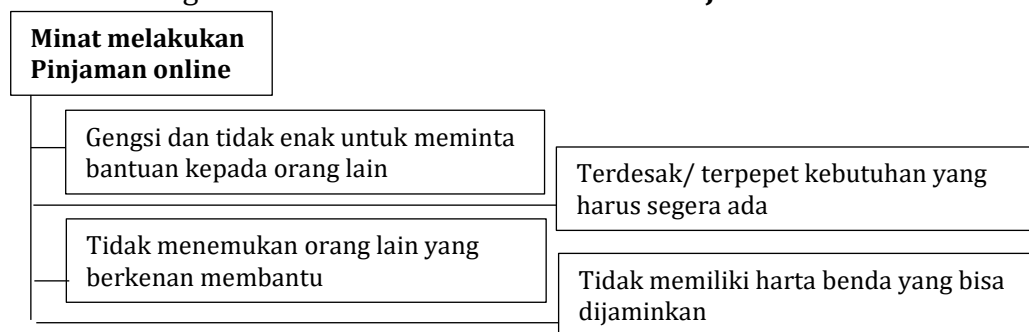 Minat melakukan
Pinjaman online
Gengsi dan tidak enak untuk meminta
bantuan kepada orang lain
Terdesak/ terpepet kebutuhan yang
harus segera ada
Tidak menemukan orang lain yang
berkenan membantu
Tidak memiliki harta benda yang bisa
dijaminkan